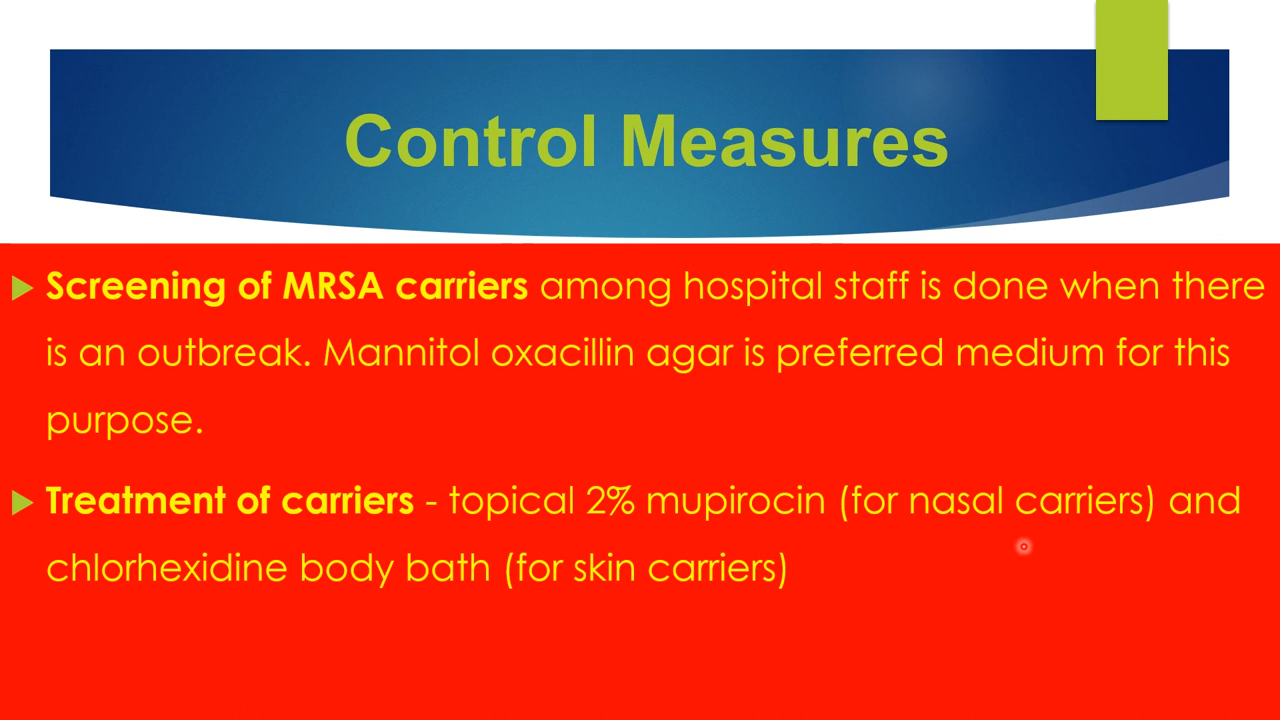 Control Measures
Screening of MRSA carriers among hospital staff is done when there
is an outbreak. Mannitol oxacillin agar is preferred medium for this
purpose.
Treatment of carriers - topical 2% mupirocin (for nasal carriers) and
chlorhexidine body bath (for skin carriers)